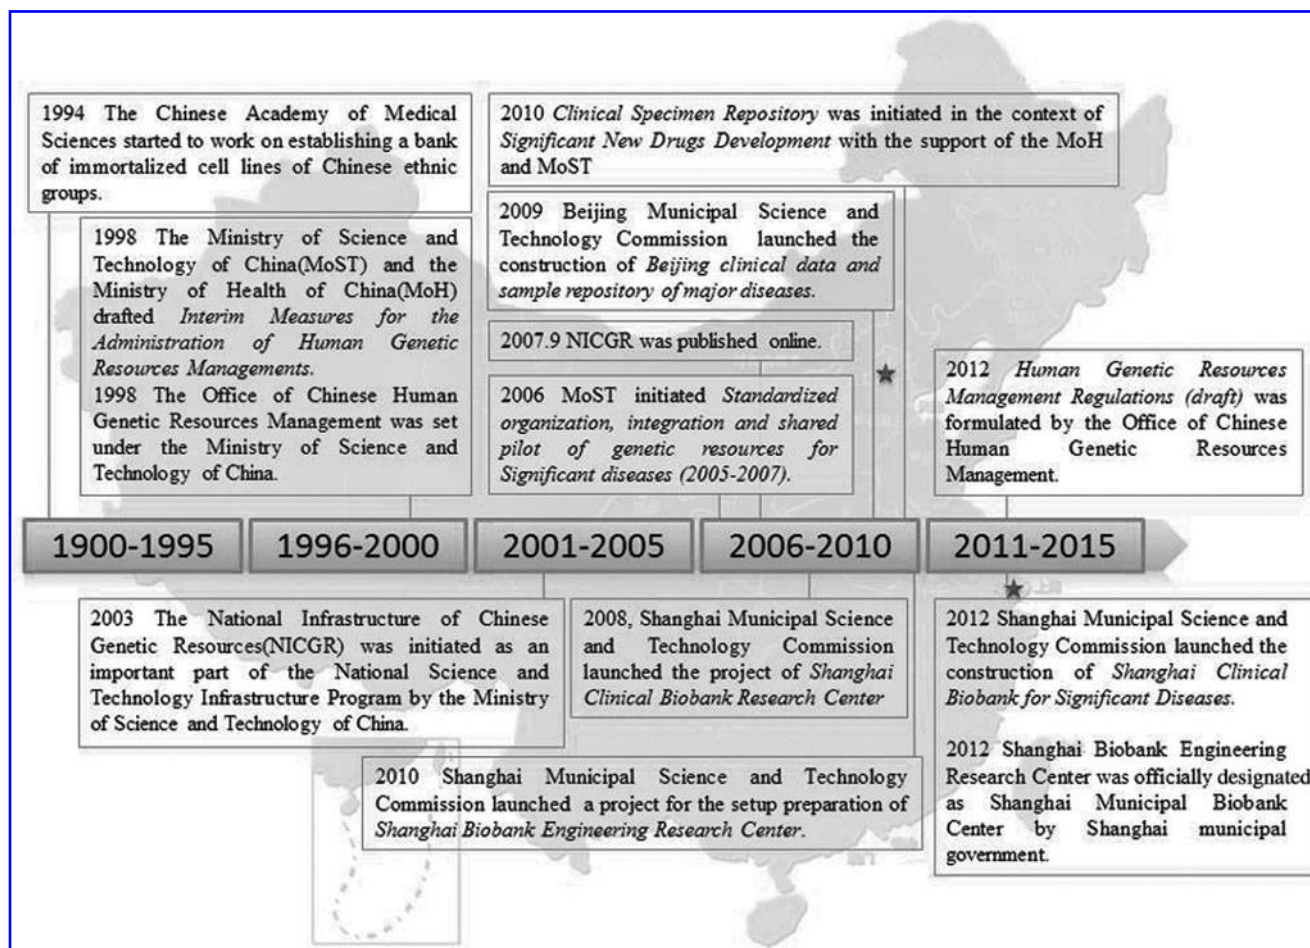 1994 The Chinese Academy of Medical
Sciences started to work on establishing a bank
of immortalized cell lines of Chinese ethnic
groups.
1998 The Ministry of Science and
Technology of China(MoST) and the
Ministry of Health of China(MoH)
drafted Interim Measures for the
Administration of Human Genetic
Resources Managements.
1998 The Office of Chinese Human
Genetic Resources Management was set
under the Ministry of Science and
Technology of China.
2010 Clinical Specimen Repository was initiated in the context of
Significant New Drugs Development with the support of the MoH
and MoST
2009 Beijing Municipal Science and
Technology Commission launched the
construction of Beijing clinical data and
sample repository of major diseases.
2007.9 NICGR was published online.
2006 MoST initiated Standardized
organization, integration and shared
pilot of genetic resources for
Significant diseases (2005-2007).
2012 Human Genetic Resources
Management Regulations (draft) was
formulated by the Office of Chinese
Human Genetic Resources
Management.
1900-1995
1996-2000
2001-2005
2006-2010
2011-2015
2003 The National Infrastructure of Chinese
Genetic Resources(NICGR) was initiated as an
important part of the National Science and
Technology Infrastructure Program by the Ministry
of Science and Technology of China.
2008, Shanghai Municipal Science
and Technology Commission
launched the project of Shanghai
Clinical Biobank Research Center
2010 Shanghai Municipal Science and Technology
Commission launched a project for the setup preparation of
Shanghai Biobank Engineering Research Center.
2012 Shanghai Municipal Science and
Technology Commission launched the
construction of Shanghai Clinical
Biobank for Significant Diseases.
2012 Shanghai Biobank Engineering
Research Center was officially designated
as Shanghai Municipal Biobank
Center by Shanghai municipal
government.